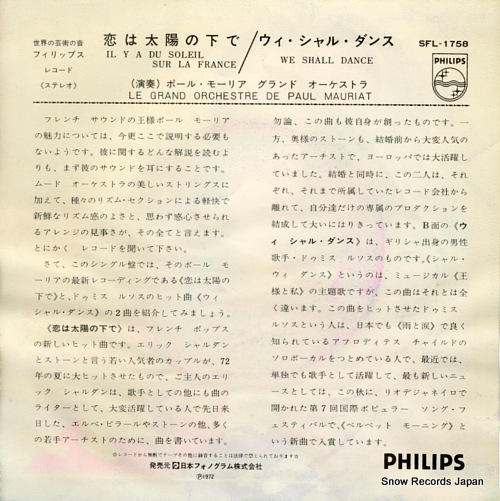 世界の芸術の音
フィリップス
レコード
(ステレオ)
恋は太陽の下で/ウィ・シャル・ダンス
IL Y A DU SOLEIL
SUR LA FRANCE
WE SHALL DANCE
(演奏) ポール・モーリア グランド オーケストラ
LE GRAND ORCHESTRE DE PAUL MAURIAT
SFL-1758
PHILIPS
フレンチ サウンドの王様ポール モーリア
の魅力については、今更ここで説明する必要も
ないようです。彼に関するどんな解説を読むよ
りも、まず彼のサウンドを耳にすることです。
ムード オーケストラの美しいストリングスに
加えて、種々のリズム・セクションによる軽快で
新鮮なリズム感のよさと、思わず感心させられ
るアレンジの見事さが、その全てと言えます。
とにかく レコードを聞いて下さい。
さて、このシングル盤では、そのポール モ
ーリアの最新レコーディングである《恋は太陽
の下で》と、ドゥミス ルソスのヒット曲《ウィ
シャル・ダンス》の2曲を紹介してみましょう。
《恋は太陽の下で》は、フレンチ ポップス
の新しいヒット曲です。エリック シャルダン
とストーンと言う若い人気者のカップルが、72
年の夏に大ヒットさせたもので、ご主人のエリ
ック シャルダンは、歌手としての他にも曲の
ライターとして、大変活躍している人で先日来
日した、エルベ・ビラールやストーンの他、多く
の若手アーチストのために、曲を書いています。
勿論、この曲も彼自身が創ったものです。一
方、奥様のストーンも、結婚前から大変人気の
あったアーチストで、ヨーロッパでは大活躍し
ていました。結婚と同時に、この二人は、それ
ぞれ、それまで所属していたレコード会社から
離れて、自分達だけの専属のプロダクションを
結成して大いにはりきっています。B面の《ウ
ィ シャル・ダンス》は、ギリシャ出身の男性
歌手・ドゥミス ルソスのものです。《シャル・
ウィ ダンス》というのは、ミュージカル《王
様と私》の主題歌ですが、この曲はそれとは全
く違います。この曲をヒットさせたドゥミス
ルソスという人は、日本でも《雨と涙》で良く
知られているアフロディテス チャイルドの
ソロボーカルをつとめている人で、最近では、
単独でも歌手として活躍して、最も新しいニュ
ースとしては、この秋に、リオデジャネイロで
開かれた第7回国際ポピュラー ソング・フェ
スティバルで、《ベルベット モーニング》と
いう新曲で入賞しています。
☆レコードから無断でテープその他に録音することは法律で禁じられております☆
発売元 日本フォノグラム株式会社
Ⓟ1972
PHILIPS
Snow Records Japan